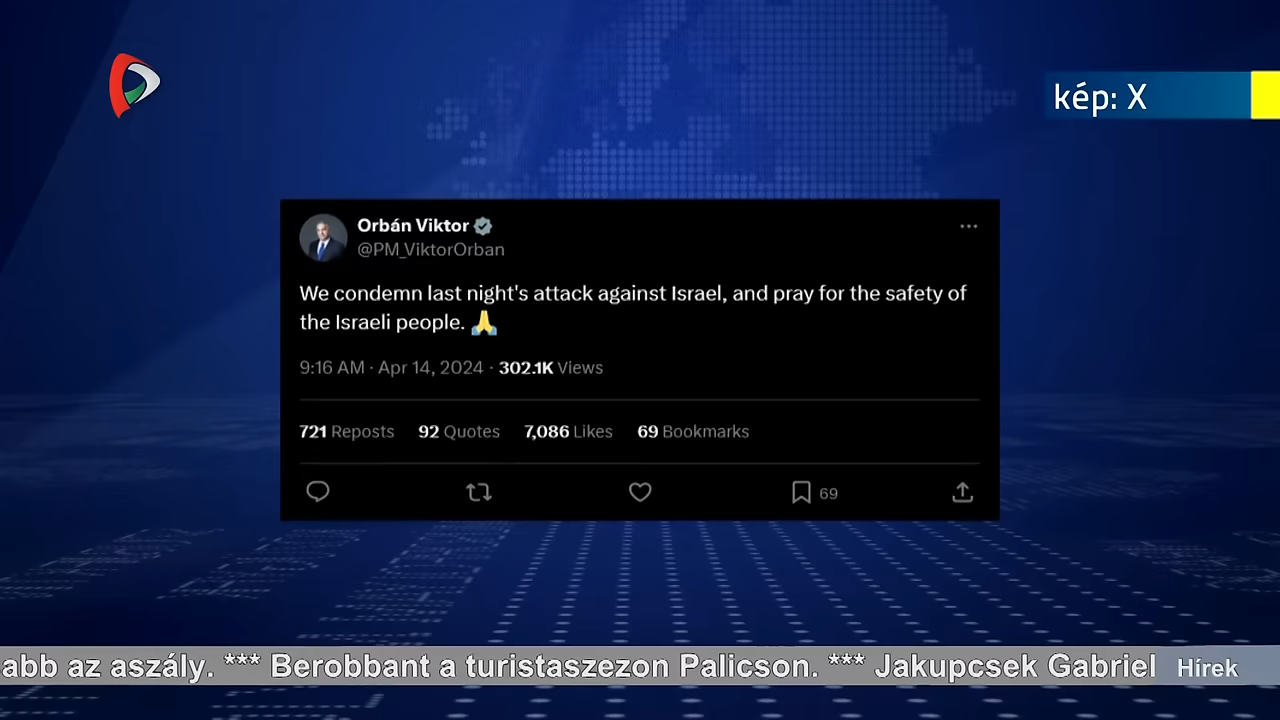 kép: X
Orbán Viktor
@PM_ViktorOrban
We condemn last night's attack against Israel, and pray for the safety of
the Israeli people. 🙏
9:16 AM · Apr 14, 2024 · 302.1K Views
721 Reposts 92 Quotes 7,086 Likes 69 Bookmarks
69
abb az aszály. *** Berobbant a turistaszezon Palicson. *** Jakupcsek Gabriel Hírek